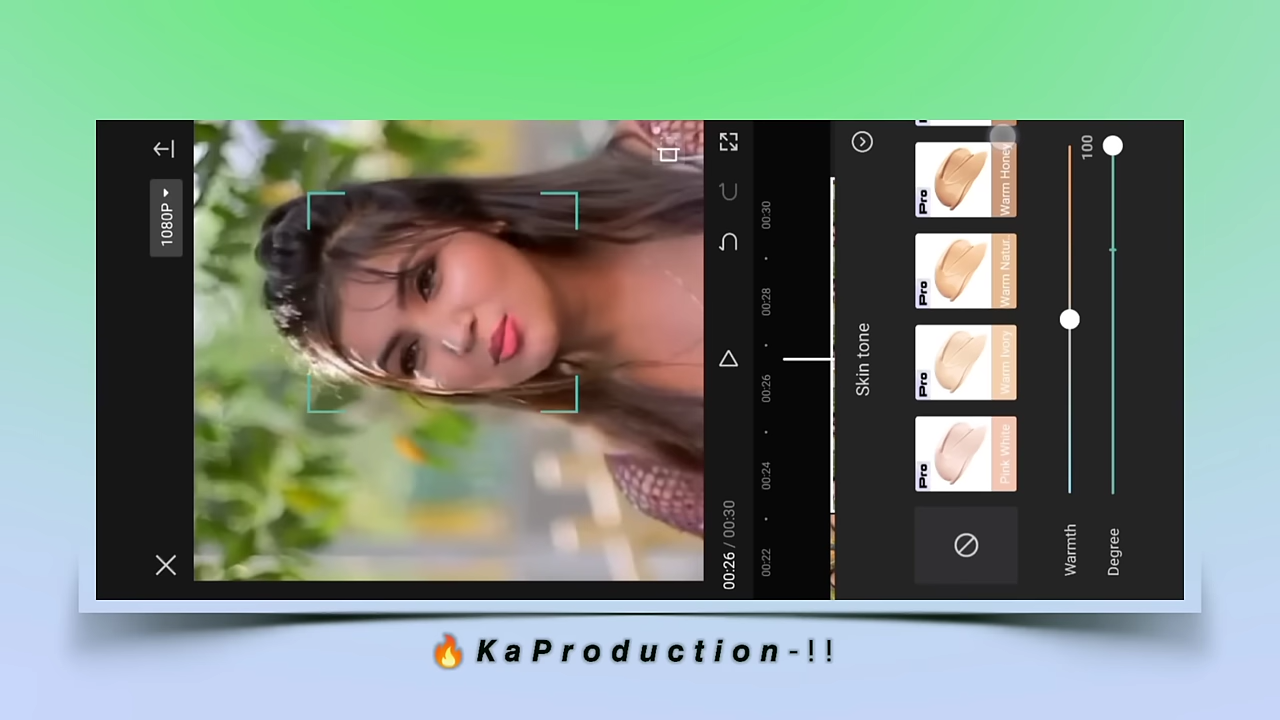 1080P
00:26 / 00:30
00:22
00:24
00:26
00:28
00:30
Skin tone
Pro
Pink White
Pro
Warm Ivory
Pro
Warm Natur..
Pro
Warm Honey
Warmth
Degree 100
🔥KaProduction-!!